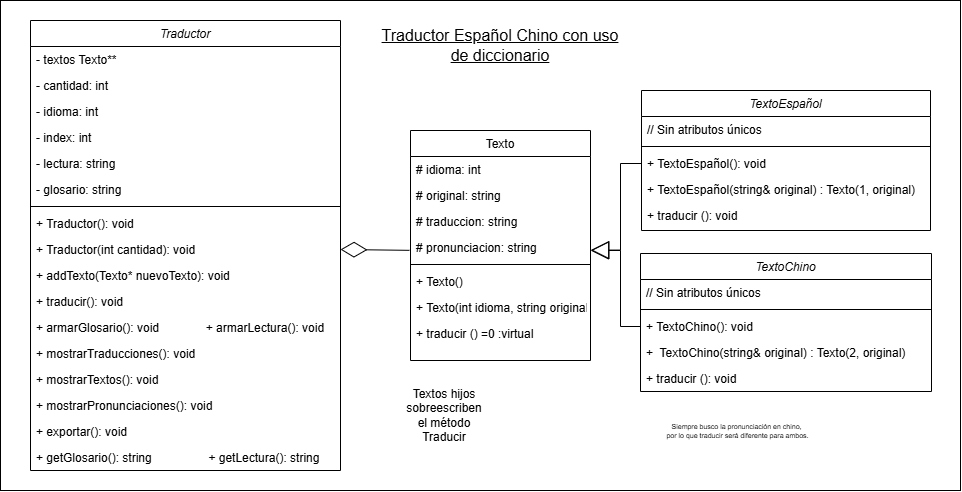 Traductor
- textos Texto**
- cantidad: int
- idioma: int
- index: int
- lectura: string
- glosario: string
+ Traductor(): void
+ Traductor(int cantidad): void
+ addTexto(Texto* nuevoTexto): void
+ traducir(): void
+ armarGlosario(): void + armarLectura(): void
+ mostrarTraducciones(): void
+ mostrarTextos(): void
+ mostrarPronunciaciones(): void
+ exportar(): void
+ getGlosario(): string + getLectura(): string
Traductor Español Chino con uso
de diccionario
Texto
# idioma: int
# original: string
# traduccion: string
# pronunciacion: string
+ Texto()
+ Texto(int idioma, string original
+ traducir () =0 :virtual
Textos hijos
sobreescriben
el método
Traducir
TextoEspañol
// Sin atributos únicos
+ TextoEspañol(): void
+ TextoEspañol(string& original) : Texto(1, original)
+ traducir (): void
TextoChino
// Sin atributos únicos
+ TextoChino(): void
+ TextoChino(string& original) : Texto(2, original)
+ traducir (): void
Siempre busco la pronunciación en chino,
por lo que traducir será diferente para ambos.